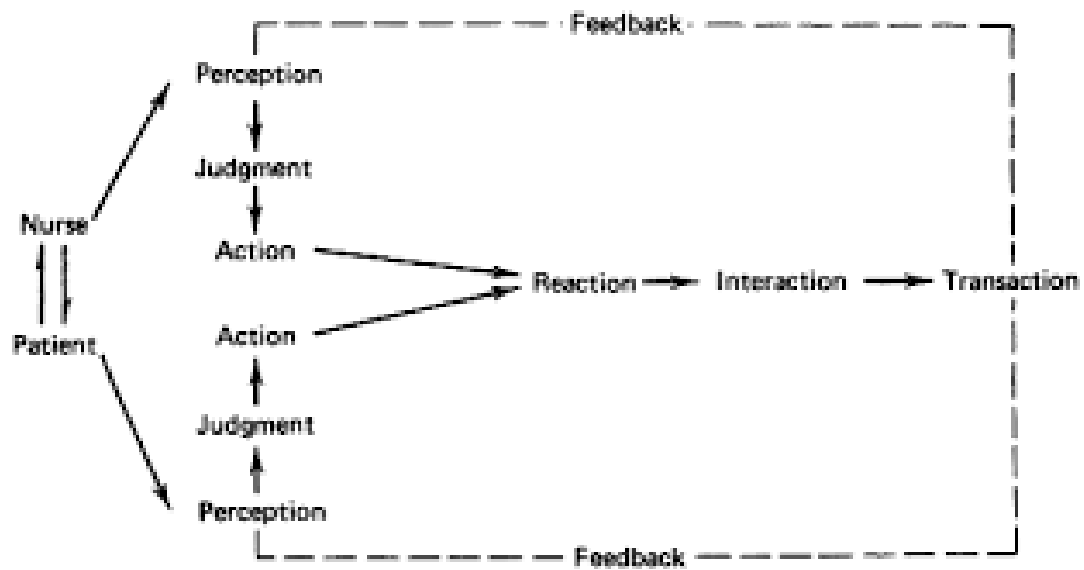 Feedback
Perception
Judgment
Nurse
Action
Reaction
Interaction
Transaction
Action
Patient
Judgment
Perception
Feedback